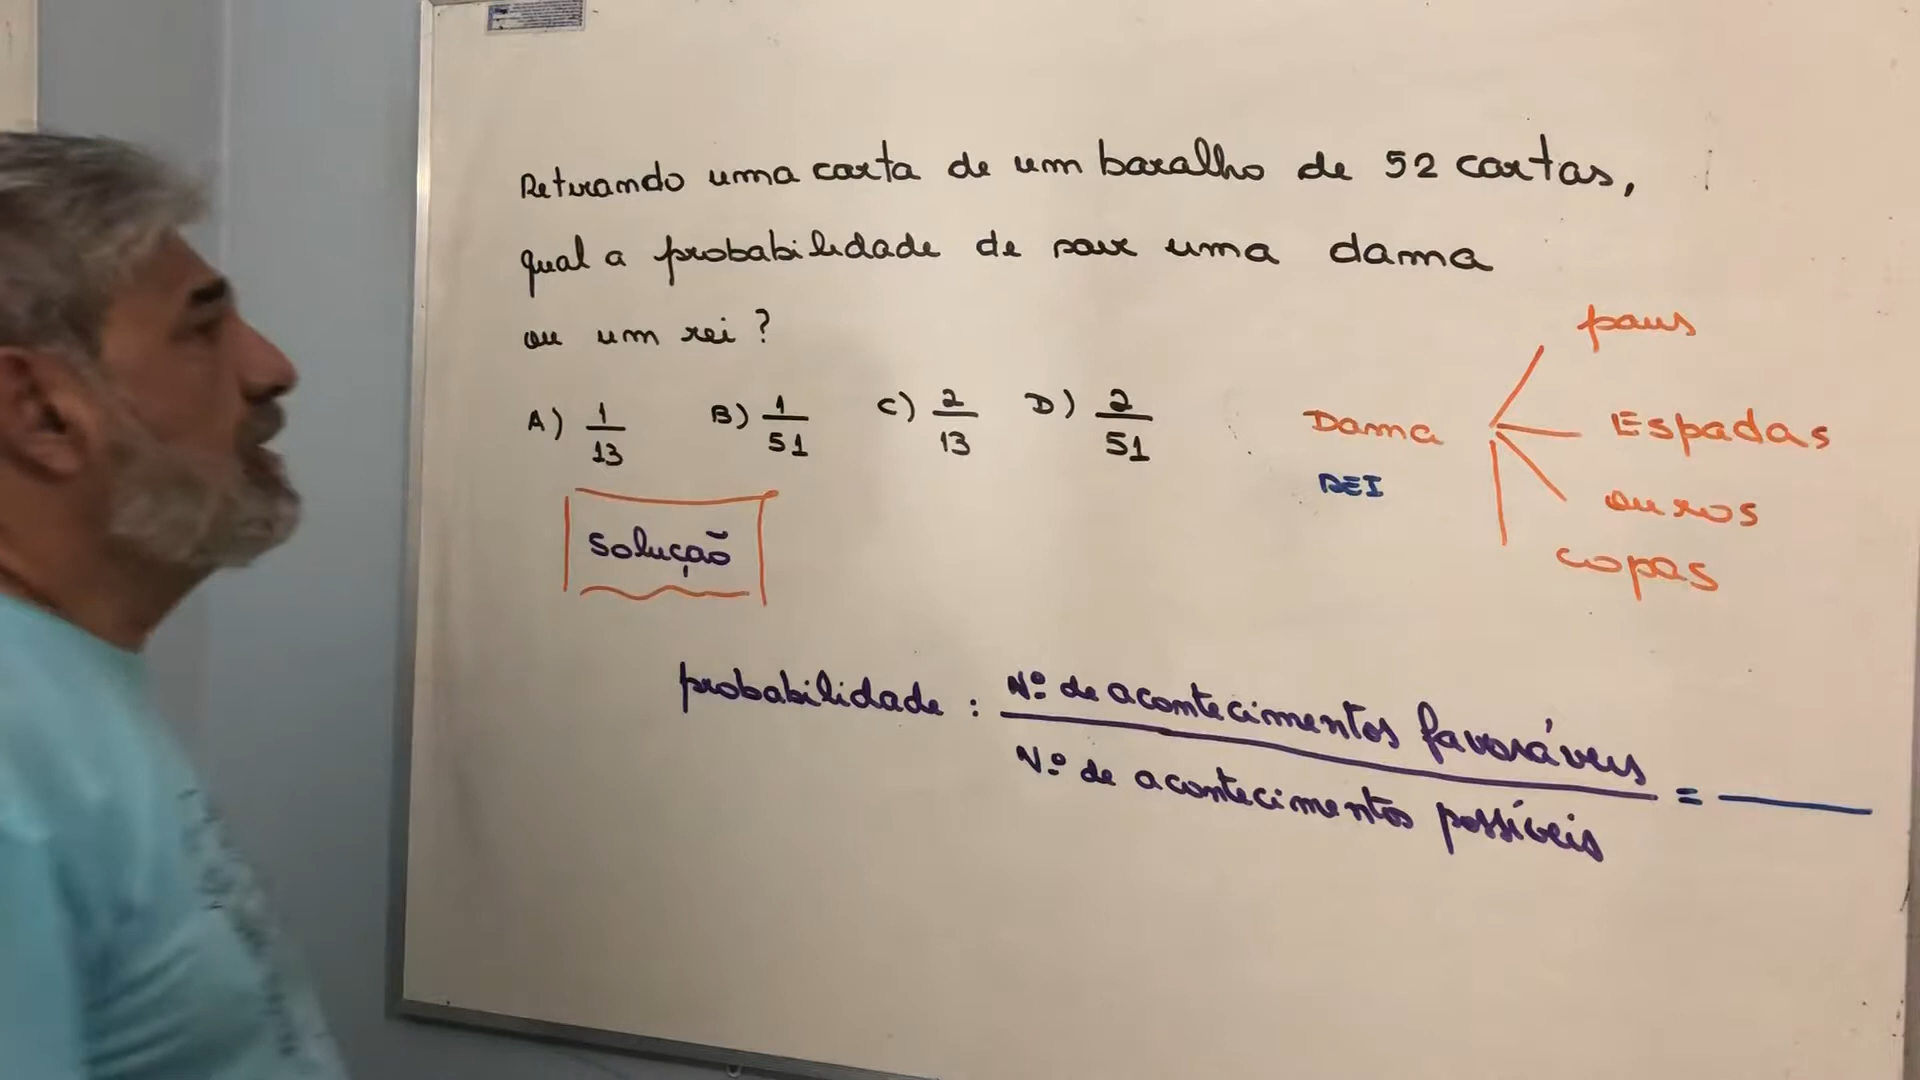 Retirando uma carta de um baralho de 52 cartas,
qual a probabilidade de sair uma dama
ou um rei ?
A) 1/13 B) 1/51 C) 2/13 D) 2/51
paus
Dama Espadas
REI ouros
copas
Solução
probabilidade : Nº de acontecimentos favoráveis =
Nº de acontecimentos possíveis